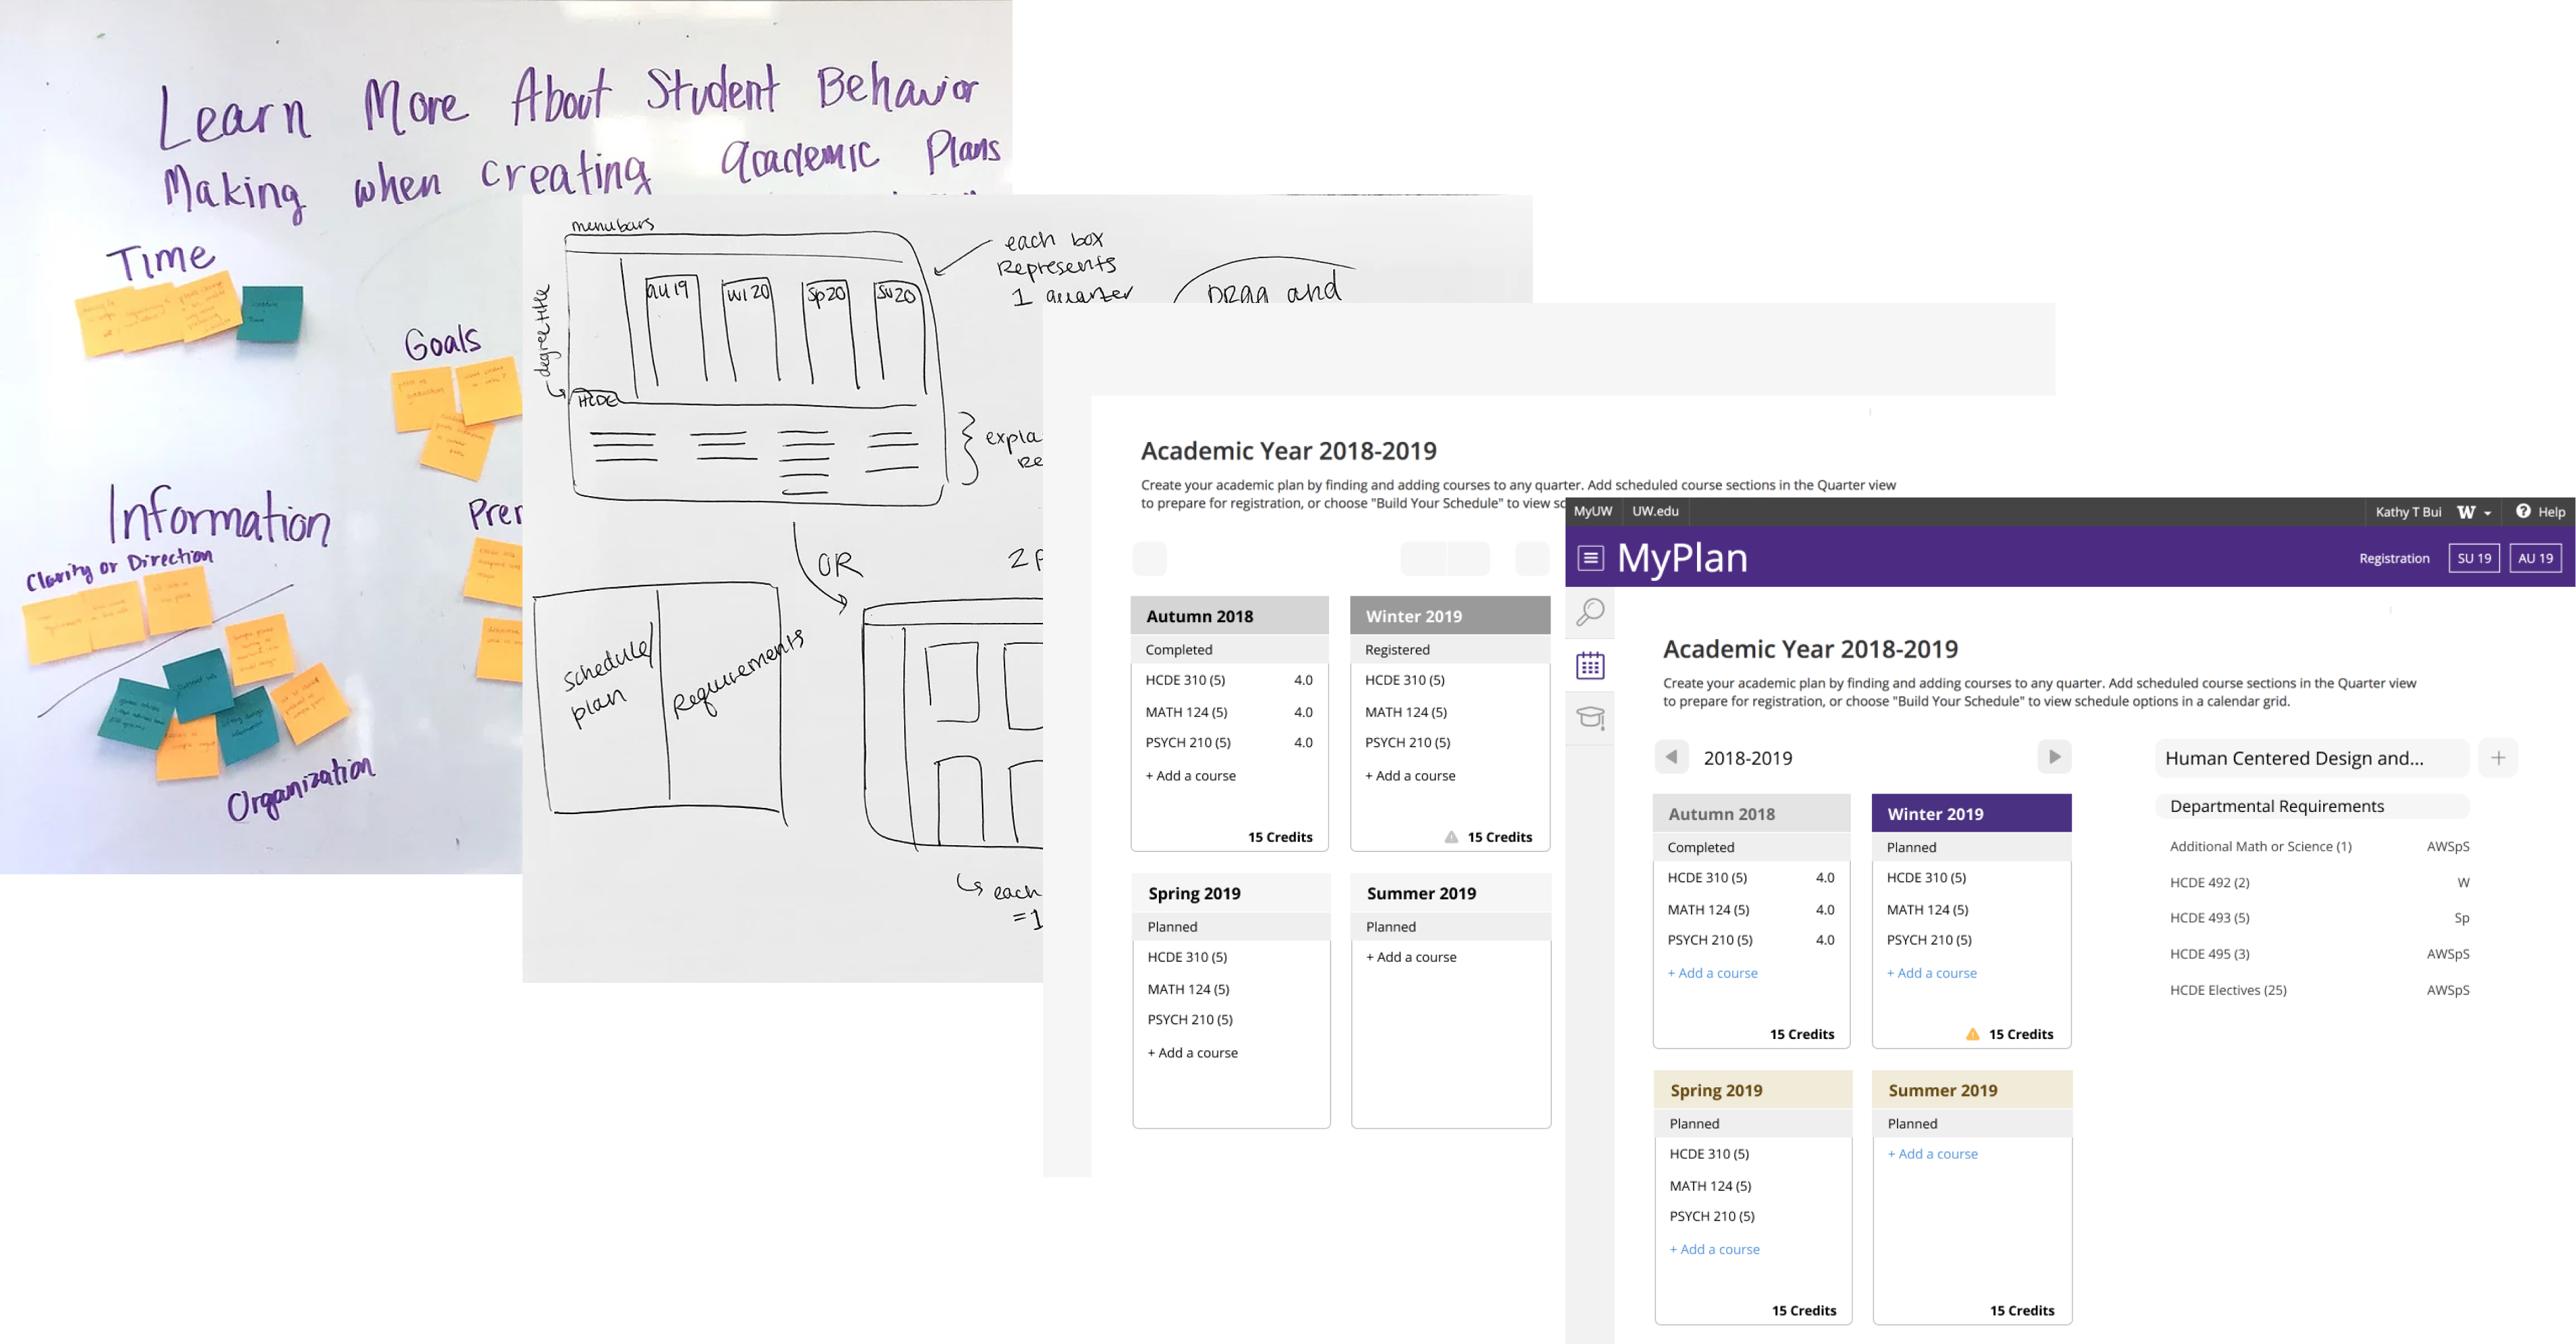 Learn More About Student Behavior
Making when creating academic Plans
Time
Goals
Information
Clarity or Direction
Organization
menubars
each box
Represents
1 quarter
Drag and
au19
wi 20
Sp20
Su20
degree title
HCDE
OR
schedule/
plan
Requirements
each
=1
Academic Year 2018-2019
Create your academic plan by finding and adding courses to any quarter. Add scheduled course sections in the Quarter view
to prepare for registration, or choose "Build Your Schedule" to view sc
Autumn 2018
Completed
HCDE 310 (5) 4.0
MATH 124 (5) 4.0
PSYCH 210 (5) 4.0
+ Add a course
15 Credits
Winter 2019
Registered
HCDE 310 (5)
MATH 124 (5)
PSYCH 210 (5)
+ Add a course
15 Credits
Spring 2019
Planned
HCDE 310 (5)
MATH 124 (5)
PSYCH 210 (5)
+ Add a course
Summer 2019
Planned
+ Add a course
MyUW UW.edu Kathy T Bui W Help
MyPlan Registration SU 19 AU 19
Academic Year 2018-2019
Create your academic plan by finding and adding courses to any quarter. Add scheduled course sections in the Quarter view
to prepare for registration, or choose "Build Your Schedule" to view schedule options in a calendar grid.
2018-2019
Autumn 2018
Completed
HCDE 310 (5) 4.0
MATH 124 (5) 4.0
PSYCH 210 (5) 4.0
+ Add a course
15 Credits
Winter 2019
Planned
HCDE 310 (5)
MATH 124 (5)
PSYCH 210 (5)
+ Add a course
15 Credits
Spring 2019
Planned
HCDE 310 (5)
MATH 124 (5)
PSYCH 210 (5)
+ Add a course
15 Credits
Summer 2019
Planned
+ Add a course
15 Credits
Human Centered Design and... +
Departmental Requirements
Additional Math or Science (1) AWSpS
HCDE 492 (2) W
HCDE 493 (5) Sp
HCDE 495 (3) AWSpS
HCDE Electives (25) AWSpS